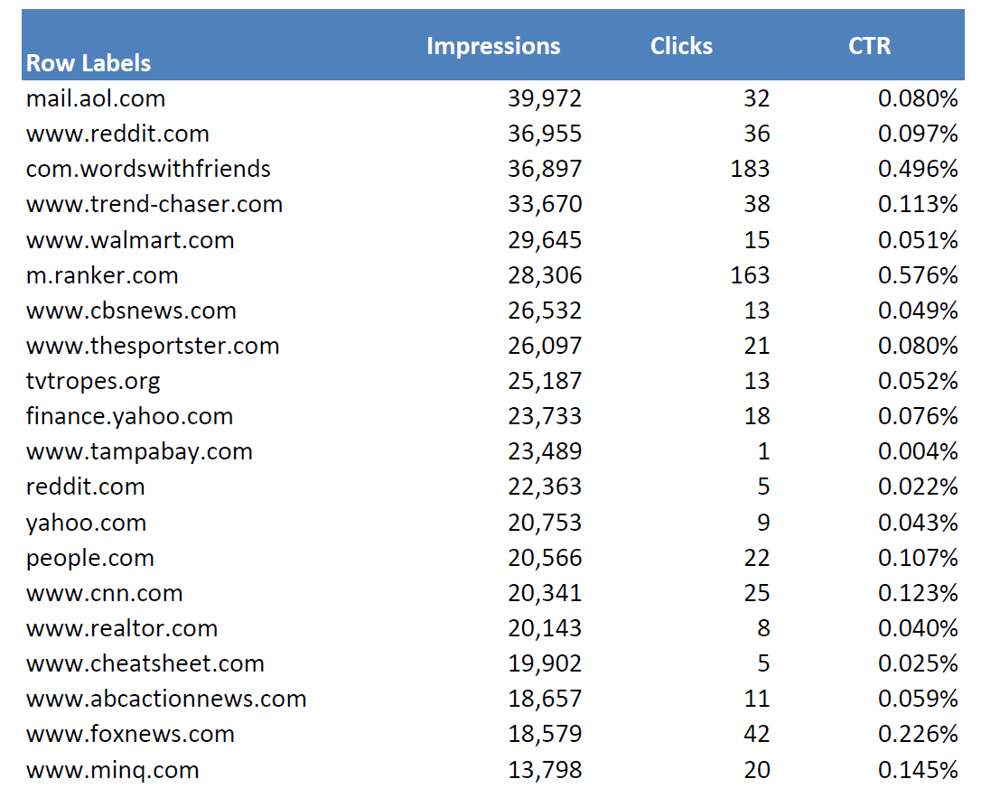 Row Labels Impressions Clicks CTR
mail.aol.com 39,972 32 0.080%
www.reddit.com 36,955 36 0.097%
com.wordswithfriends 36,897 183 0.496%
www.trend-chaser.com 33,670 38 0.113%
www.walmart.com 29,645 15 0.051%
m.ranker.com 28,306 163 0.576%
www.cbsnews.com 26,532 13 0.049%
www.thesportster.com 26,097 21 0.080%
tvtropes.org 25,187 13 0.052%
finance.yahoo.com 23,733 18 0.076%
www.tampabay.com 23,489 1 0.004%
reddit.com 22,363 5 0.022%
yahoo.com 20,753 9 0.043%
people.com 20,566 22 0.107%
www.cnn.com 20,341 25 0.123%
www.realtor.com 20,143 8 0.040%
www.cheatsheet.com 19,902 5 0.025%
www.abcactionnews.com 18,657 11 0.059%
www.foxnews.com 18,579 42 0.226%
www.minq.com 13,798 20 0.145%